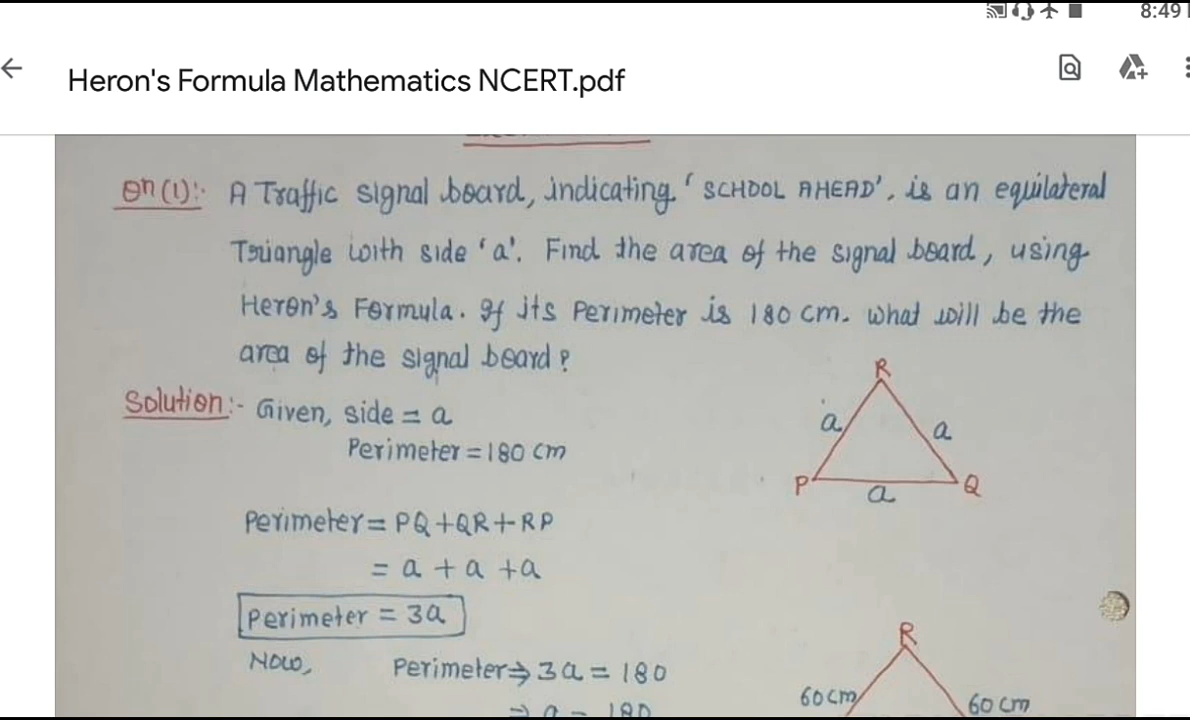 8:49
Heron's Formula Mathematics NCERT.pdf
Qn (1):- A Traffic signal board, indicating 'SCHOOL AHEAD', is an equilateral
Triangle with side 'a'. Find the area of the signal board, using
Heron's Formula. If its Perimeter is 180 cm. what will be the
area of the signal board?
Solution:- Given, side = a
Perimeter = 180 cm
R
a
a
P
a
Q
Perimeter = PQ + QR + RP
= a + a + a
Perimeter = 3a
Now, Perimeter ⇒ 3a = 180
⇒ a = 180
R
60 cm
60 cm